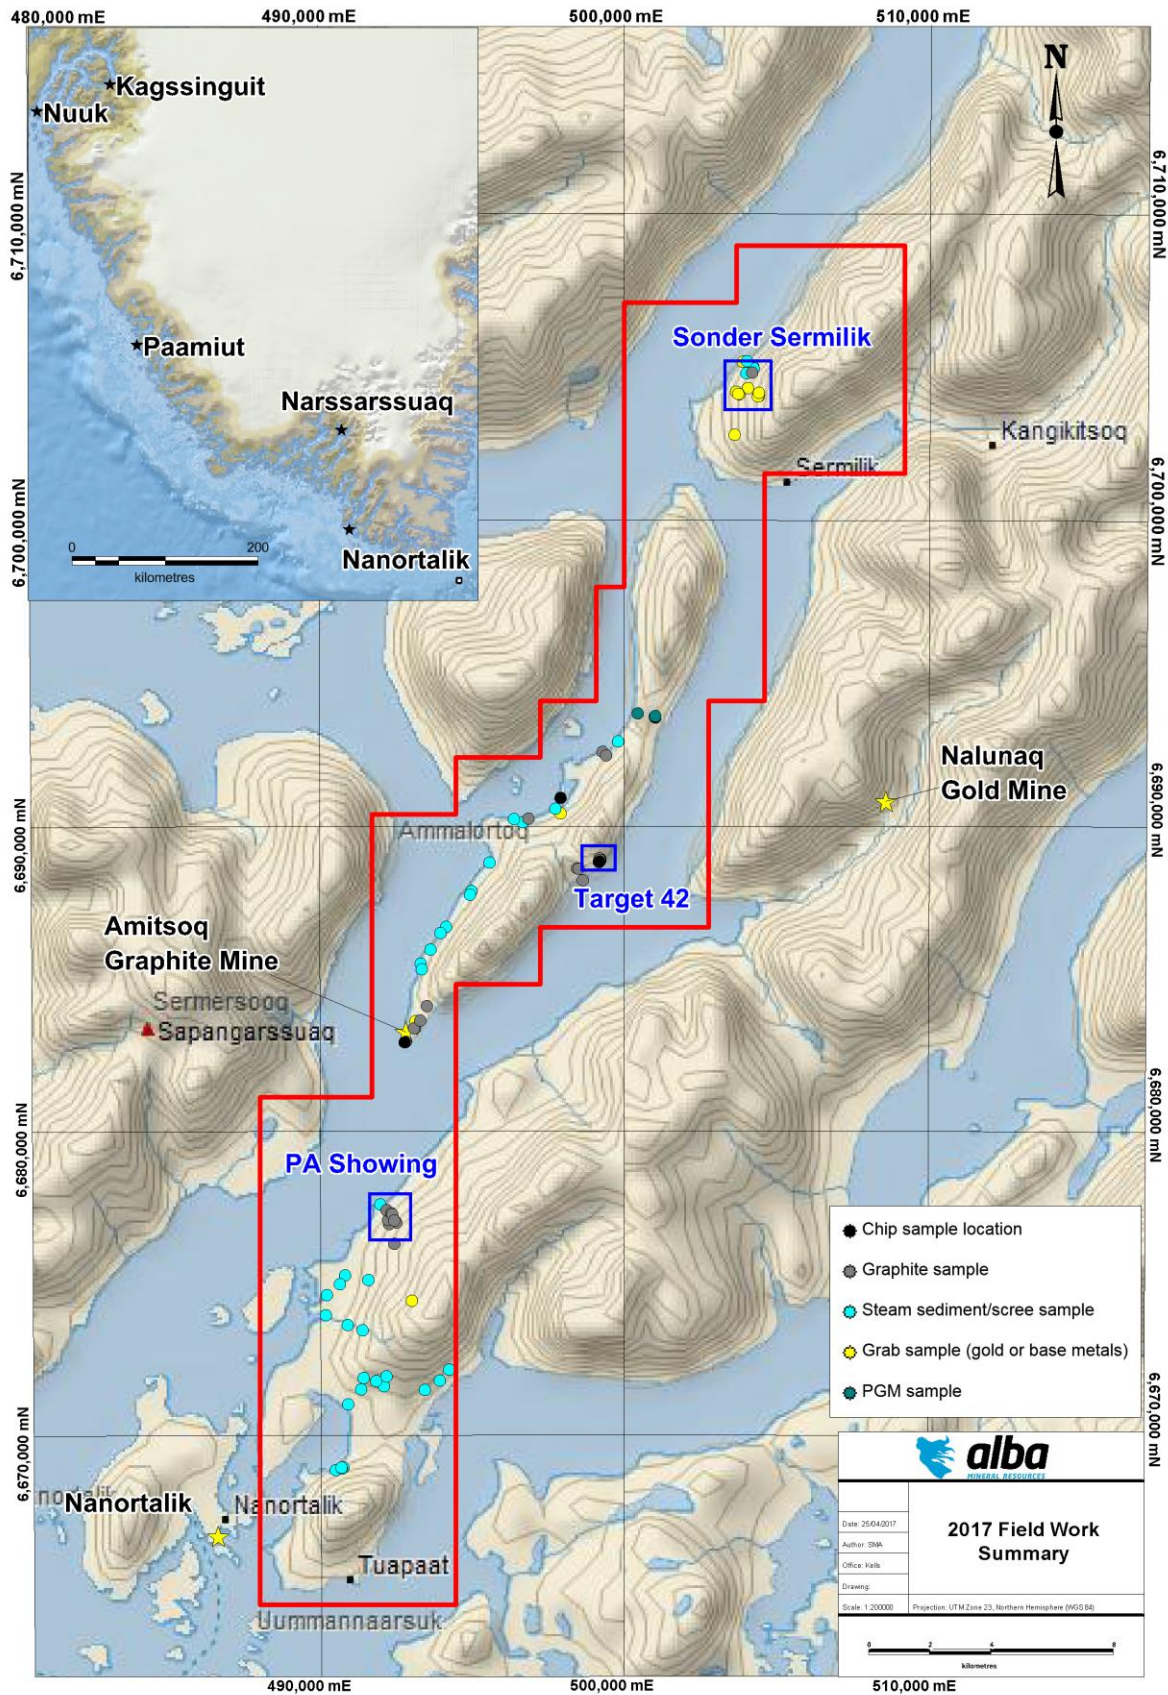 480,000 mE
490,000 mE
500,000 mE
510,000 mE
Kagssinguit
Nuuk
Paamiut
Narssarssuaq
Nanortalik
0 200
kilometres
N
6,710,000 mN
6,710,000 mN
6,700,000 mN
6,700,000 mN
6,690,000 mN
6,690,000 mN
6,680,000 mN
6,680,000 mN
6,670,000 mN
6,670,000 mN
Sonder Sermilik
Kangikitsoq
Sermilik
Nalunaq
Gold Mine
Ammalortoq
Target 42
Amitsoq
Graphite Mine
Sermersooq
Sapangarssuaq
PA Showing
Chip sample location
Graphite sample
Steam sediment/scree sample
Grab sample (gold or base metals)
PGM sample
Nanortalik
Nanortalik
Tuapaat
Uummannaarsuk
alba
MINERAL RESOURCES
Date: 25/04/2017
Author: SMA
Office: Kells
Drawing:
Scale: 1:200000
2017 Field Work
Summary
Projection: UTM Zone 23, Northern Hemisphere (WGS 84)
0 2 4 8
kilometres
490,000 mE
500,000 mE
510,000 mE